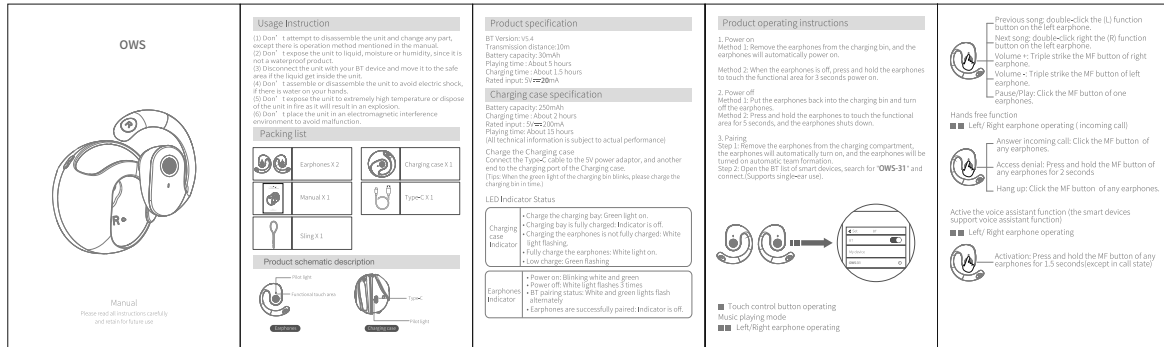 OWS
R
Manual
Please read all instructions carefully
and retain for future use
Usage Instruction
(1) Don't attempt to disassemble the unit and change any part,
except there is operation method mentioned in the manual.
(2) Don't expose the unit to liquid, moisture or humidity, since it is
not a waterproof product.
(3) Disconnect the unit with your BT device and move it to the safe
area if the liquid get inside the unit.
(4) Don't assemble or disassemble the unit to avoid electric shock,
if there is water on your hands.
(5) Don't expose the unit to extremely high temperature or dispose
of the unit in fire as it will result in an explosion.
(6) Don't place the unit in an electromagnetic interference
environment to avoid malfunction.
Packing list
Earphones X 2
Charging case X 1
Manual X 1
Type-C X 1
Sling X 1
Product schematic description
Pilot light
Functional touch area
Earphones
Type-C
Pilot light
Charging case
Product specification
BT Version: V5.4
Transmission distance:10m
Battery capacity: 30mAh
Playing time : About 5 hours
Charging time : About 1.5 hours
Rated input: 5V⎓20mA
Charging case specification
Battery capacity: 250mAh
Charging time : About 2 hours
Rated input : 5V⎓200mA
Playing time: About 15 hours
(All technical information is subject to actual performance)
Charge the Charging case
Connect the Type-C cable to the 5V power adaptor, and another
end to the charging port of the Charging case.
(Tips: When the green light of the charging bin blinks, please charge the
charging bin in time.)
LED Indicator Status
Charging
case
Indicator
• Charge the charging bay: Green light on.
• Charging bay is fully charged: Indicator is off.
• Charging the earphones is not fully charged: White
light flashing.
• Fully charge the earphones: White light on.
• Low charge: Green flashing
Earphones
Indicator
• Power on: Blinking white and green
• Power off: White light flashes 3 times
• BT pairing status: White and green lights flash
alternately
• Earphones are successfully paired: Indicator is off.
Product operating instructions
1. Power on
Method 1: Remove the earphones from the charging bin, and the
earphones will automatically power on.
Method 2: When the earphones is off, press and hold the earphones
to touch the functional area for 3 seconds power on.
2. Power off
Method 1: Put the earphones back into the charging bin and turn
off the earphones.
Method 2: Press and hold the earphones to touch the functional
area for 5 seconds, and the earphones shuts down.
3. Pairing
Step 1: Remove the earphones from the charging compartment,
the earphones will automatically turn on, and the earphones will be
turned on automatic team formation.
Step 2: Open the BT list of smart devices, search for "OWS-31" and
connect.(Supports single-ear use).
Touch control button operating
Music playing mode
Left/Right earphone operating
Previous song: double-click the (L) function
button on the left earphone.
Next song: double-click right the (R) function
button on the left earphone.
Volume +: Triple strike the MF button of right
earphone.
Volume -: Triple strike the MF button of left
earphone.
Pause/Play: Click the MF button of one
earphones.
Hands free function
Left/ Right earphone operating ( incoming call)
Answer incoming call: Click the MF button of
any earphones.
Access denial: Press and hold the MF button of
any earphones for 2 seconds
Hang up: Click the MF button of any earphones.
Active the voice assistant function (the smart devices
support voice assistant function)
Left/ Right earphone operating
Activation: Press and hold the MF button of any
earphones for 1.5seconds(except in call state)